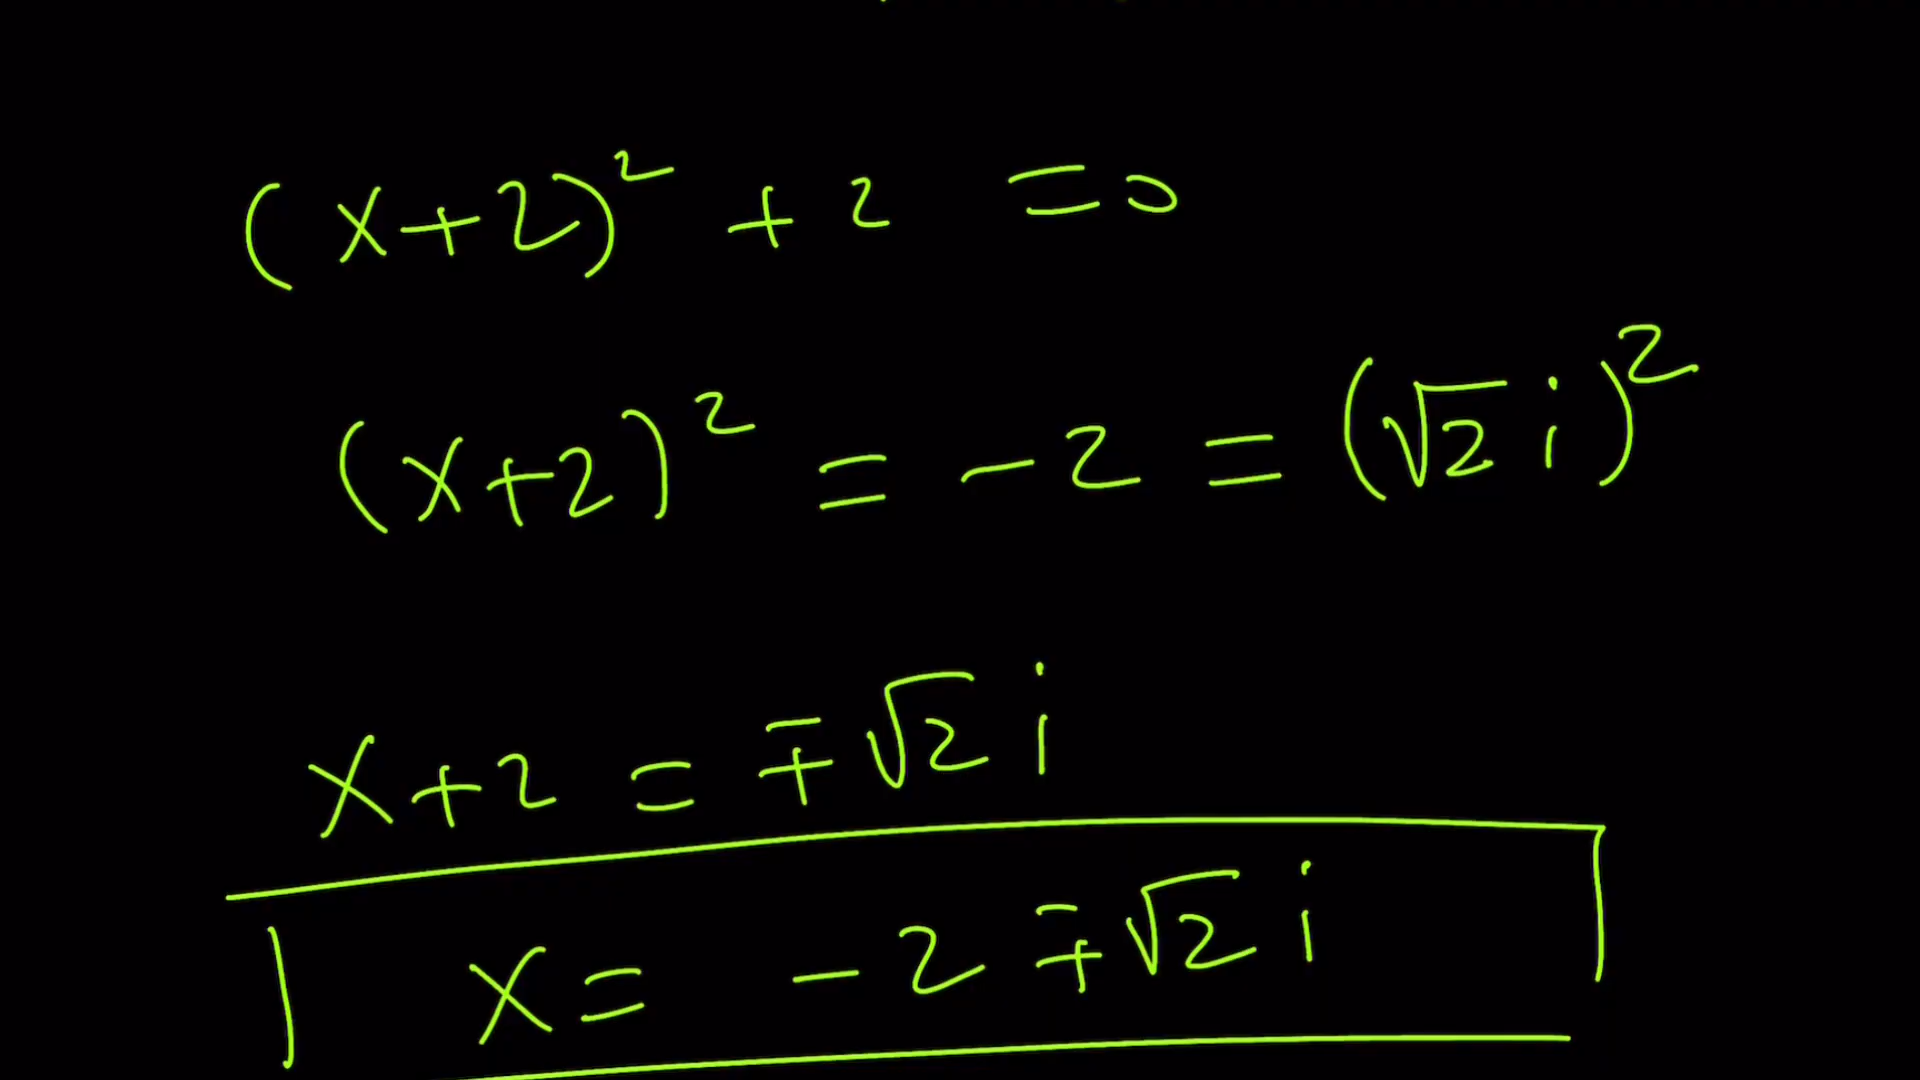 (x+2)² + 2 = 0
(x+2)² = -2 = (√2 i)²
x+2 = ∓√2 i
x = -2 ∓ √2 i